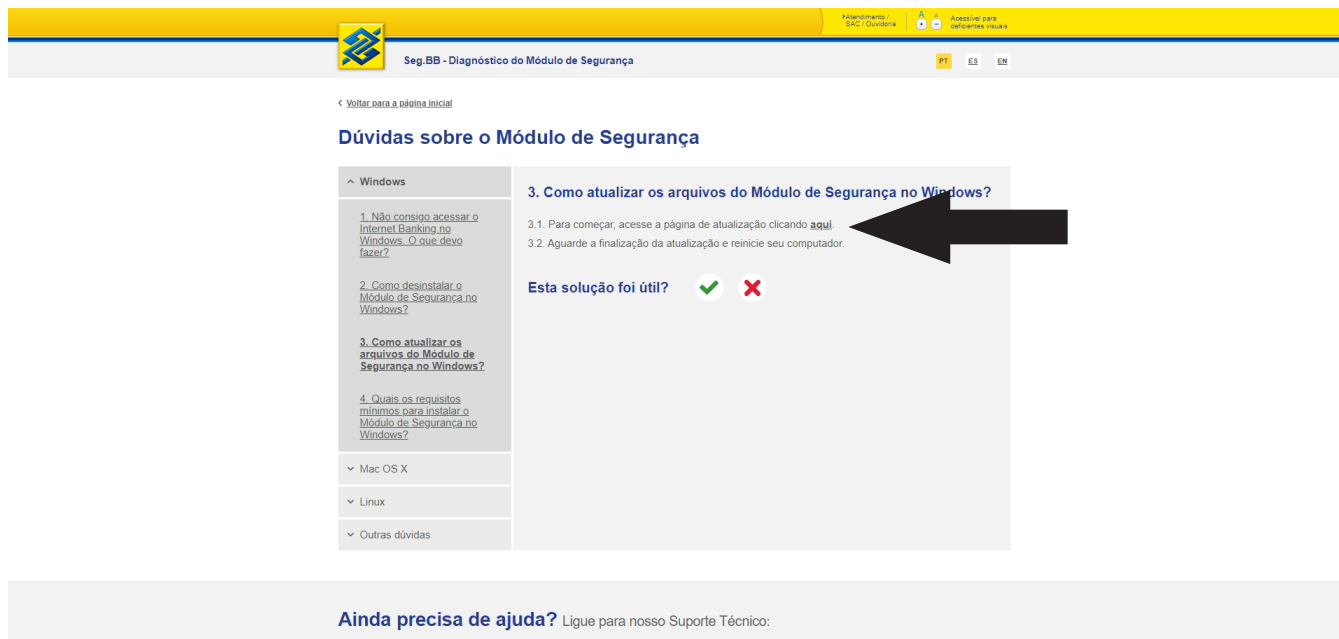 Atendimento /
SAC / Ouvidoria
A A
+ −
Acessível para
deficientes visuais
Seg.BB - Diagnóstico do Módulo de Segurança
PT ES EN
Voltar para a página inicial
Dúvidas sobre o Módulo de Segurança
Windows
1. Não consigo acessar o
Internet Banking no
Windows. O que devo
fazer?
2. Como desinstalar o
Módulo de Segurança no
Windows?
3. Como atualizar os
arquivos do Módulo de
Segurança no Windows?
4. Quais os requisitos
mínimos para instalar o
Módulo de Segurança no
Windows?
Mac OS X
Linux
Outras dúvidas
3. Como atualizar os arquivos do Módulo de Segurança no Windows?
3.1. Para começar, acesse a página de atualização clicando aqui.
3.2. Aguarde a finalização da atualização e reinicie seu computador.
Esta solução foi útil?
Ainda precisa de ajuda? Ligue para nosso Suporte Técnico: